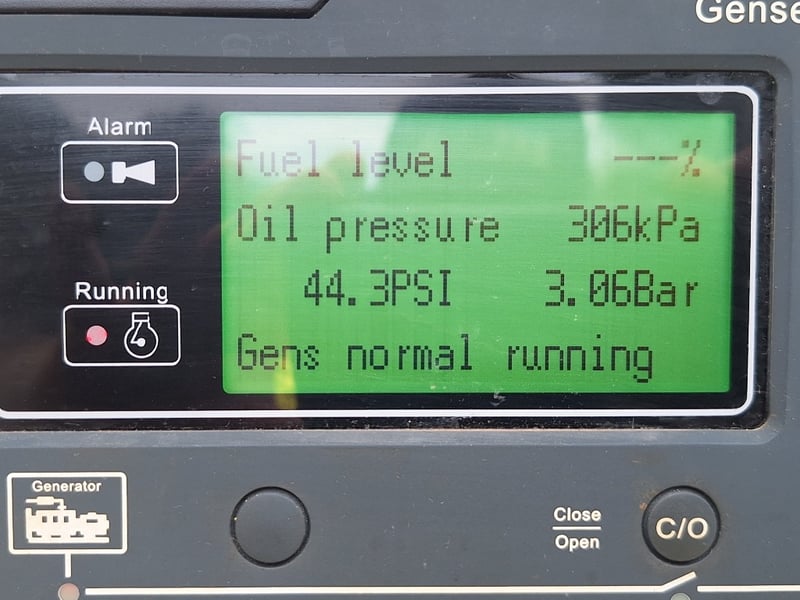 Gense
Alarm
Fuel level ---%
Oil pressure 306kPa
44.3PSI 3.06Bar
Running
Gens normal running
Generator
Close
Open
C/O